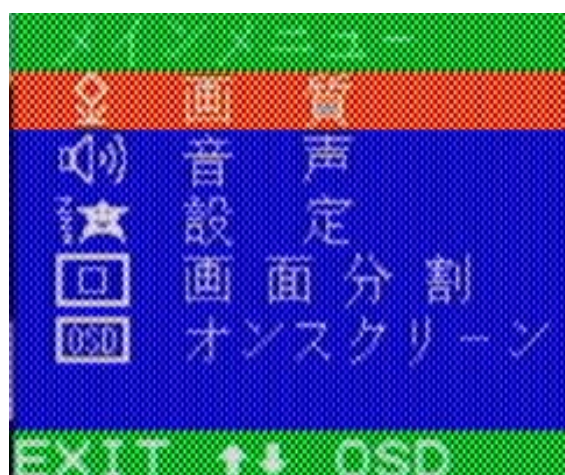 メインメニュー
画質
音声
設定
画面分割
OSD オンスクリーン
EXIT ⬆⬇ OSD